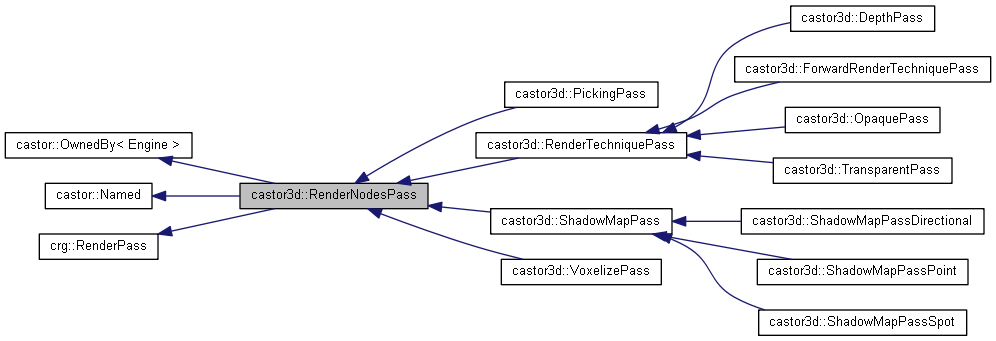 castor3d::DepthPass
castor3d::ForwardRenderTechniquePass
castor3d::PickingPass
castor3d::OpaquePass
castor::OwnedBy< Engine >
castor3d::RenderTechniquePass
castor3d::TransparentPass
castor::Named
castor3d::RenderNodesPass
castor3d::ShadowMapPass
castor3d::ShadowMapPassDirectional
crg::RenderPass
castor3d::VoxelizePass
castor3d::ShadowMapPassPoint
castor3d::ShadowMapPassSpot